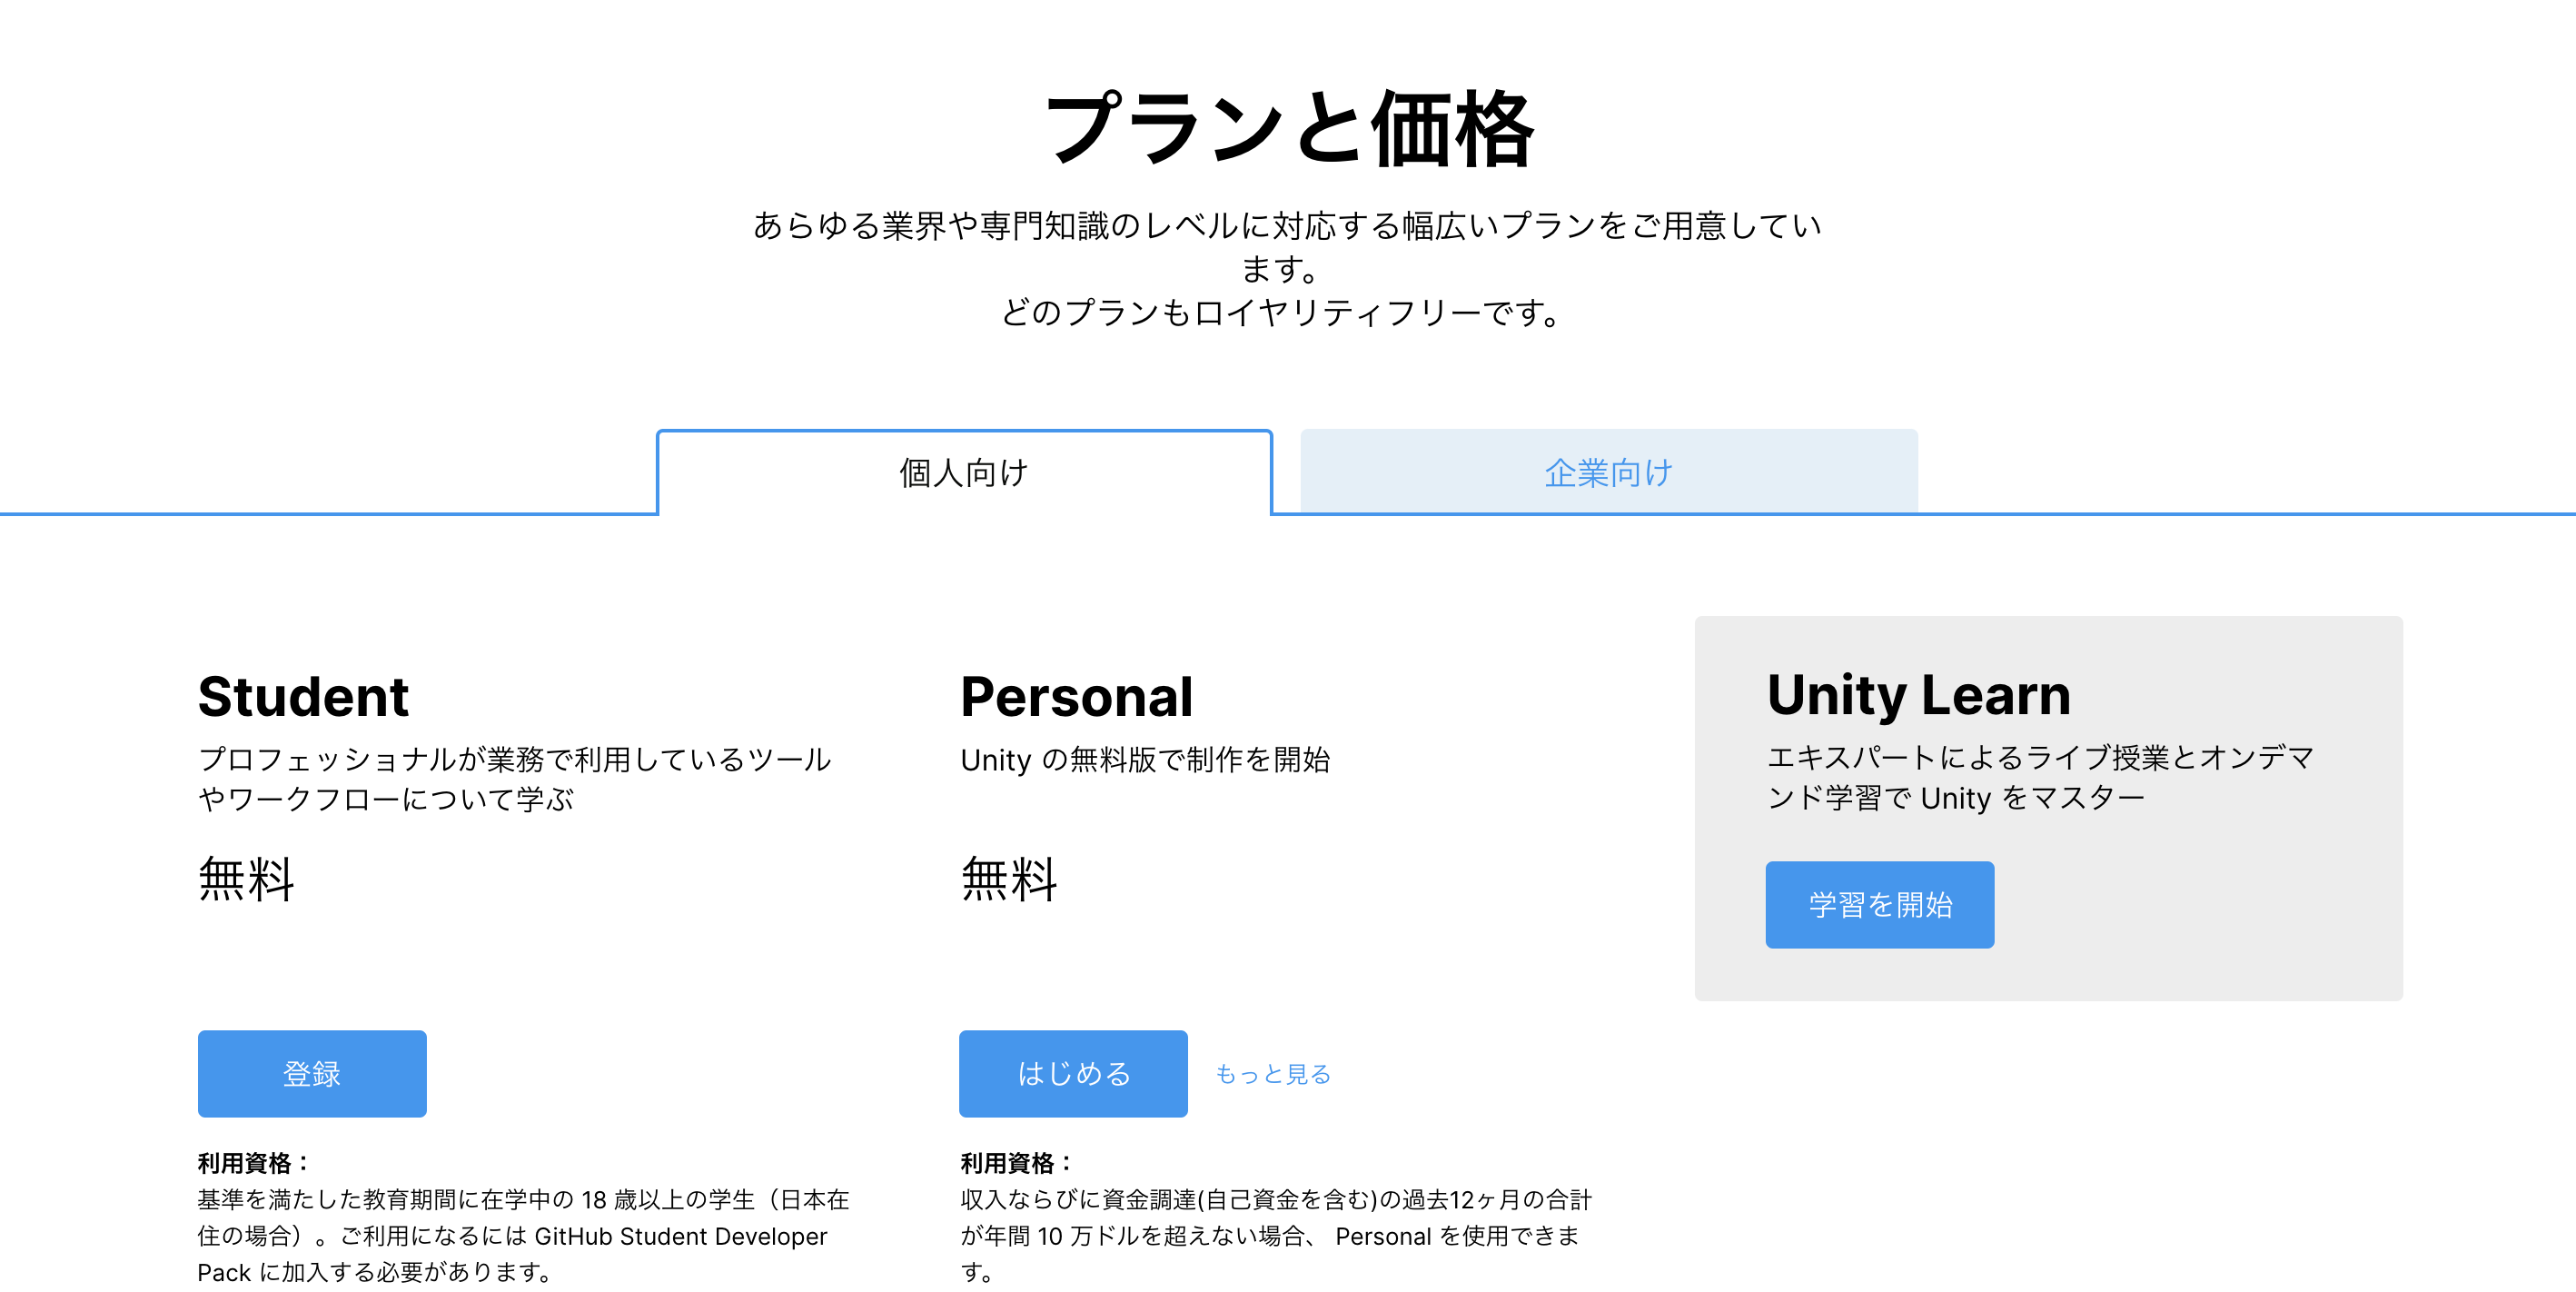 プランと価格
あらゆる業界や専門知識のレベルに対応する幅広いプランをご用意してい
ます。
どのプランもロイヤリティフリーです。
個人向け
企業向け
Student
プロフェッショナルが業務で利用しているツール
やワークフローについて学ぶ
無料
登録
利用資格：
基準を満たした教育期間に在学中の 18 歳以上の学生（日本在
住の場合）。ご利用になるには GitHub Student Developer
Pack に加入する必要があります。
Personal
Unity の無料版で制作を開始
無料
はじめる
もっと見る
利用資格：
収入ならびに資金調達(自己資金を含む)の過去12ヶ月の合計
が年間 10 万ドルを超えない場合、 Personal を使用できま
す。
Unity Learn
エキスパートによるライブ授業とオンデマ
ンド学習で Unity をマスター
学習を開始